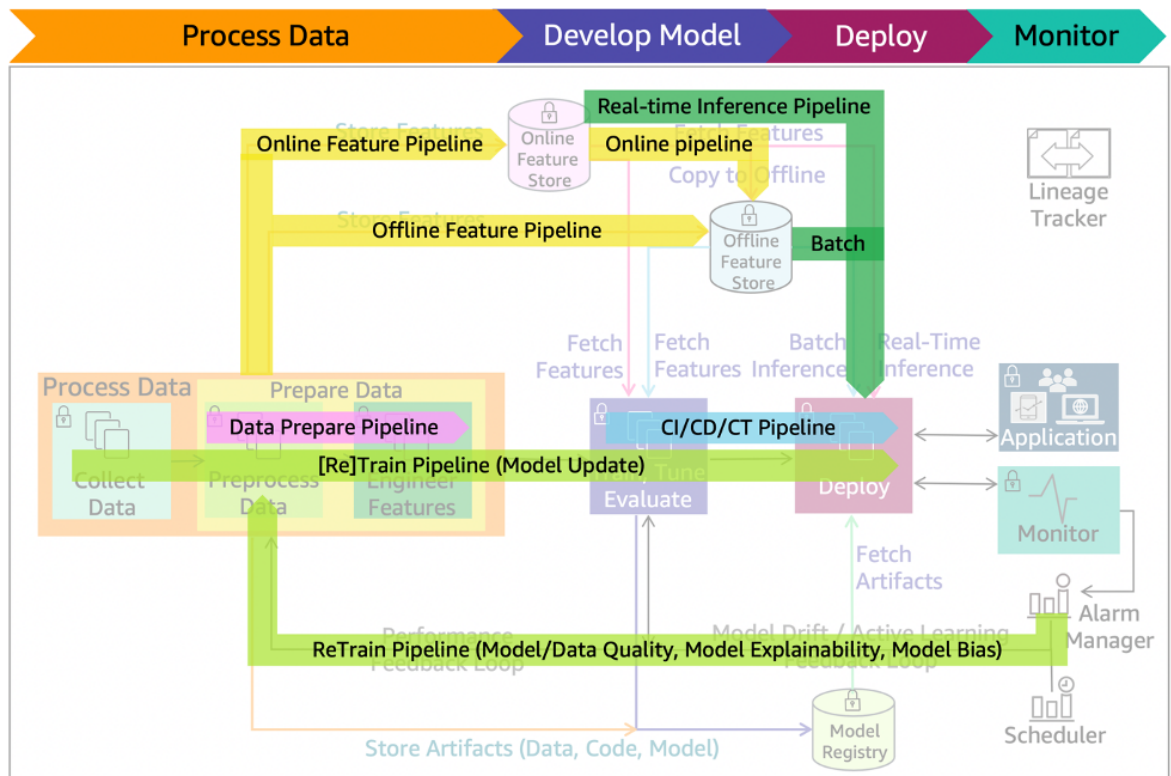 Process Data
Develop Model
Deploy
Monitor
Real-time Inference Pipeline
Store Features
Online Feature Pipeline
Online
Feature
Store
Fetch Features
Online pipeline
Copy to Offline
Lineage
Tracker
Store Features
Offline Feature Pipeline
Offline
Feature
Store
Batch
Fetch
Features
Fetch
Features
Batch
Inference
Real-Time
Inference
Process Data
Prepare Data
Data Prepare Pipeline
CI/CD/CT Pipeline
Application
[Re]Train Pipeline (Model Update)
Collect
Data
Preprocess
Data
Engineer
Features
Train, Tune
Evaluate
Deploy
Monitor
Fetch
Artifacts
Alarm
Manager
Performance
Feedback Loop
Model Drift / Active Learning
Feedback Loop
ReTrain Pipeline (Model/Data Quality, Model Explainability, Model Bias)
Model
Registry
Scheduler
Store Artifacts (Data, Code, Model)